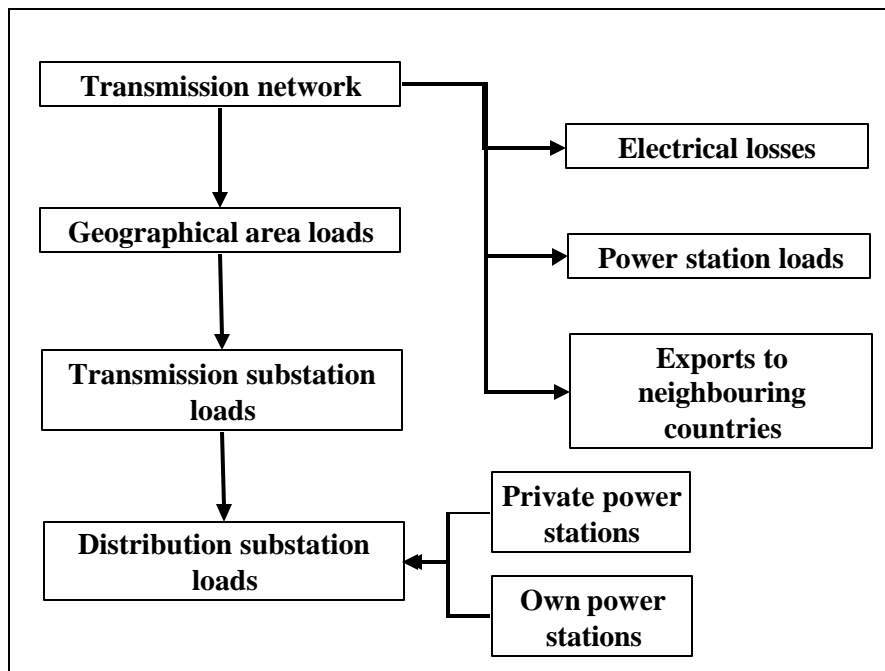 Transmission network
Electrical losses
Geographical area loads
Power station loads
Transmission substation
loads
Exports to
neighbouring
countries
Private power
stations
Distribution substation
loads
Own power
stations